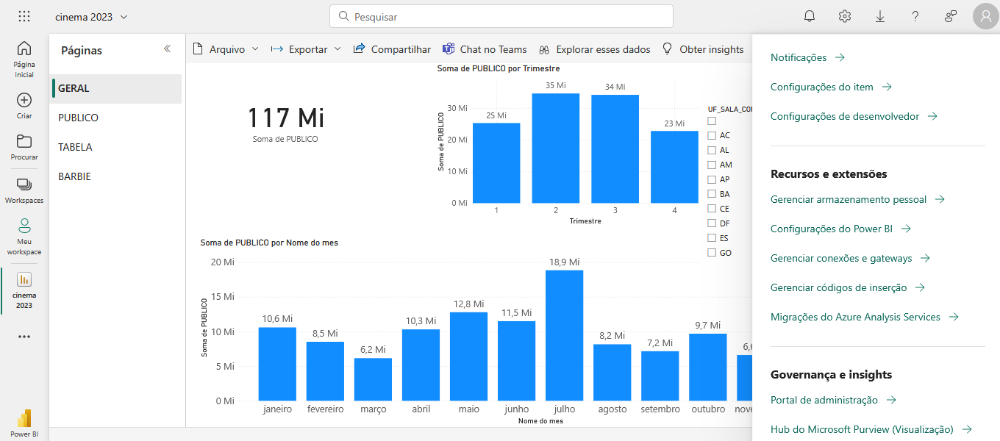 cinema 2023
Pesquisar
Página
Inicial
Criar
Procurar
Workspaces
Meu
workspace
cinema
2023
Power BI
Páginas
GERAL
PUBLICO
TABELA
BARBIE
Arquivo
Exportar
Compartilhar
Chat no Teams
Explorar esses dados
Obter insights
117 Mi
Soma de PUBLICO
Soma de PUBLICO por Trimestre
Soma de PUBLICO
30 Mi
20 Mi
10 Mi
0 Mi
25 Mi
35 Mi
34 Mi
23 Mi
1
2
3
4
Trimestre
UF_SALA_CO
AC
AL
AM
AP
BA
CE
DF
ES
GO
Soma de PUBLICO por Nome do mes
Soma de PUBLICO
20 Mi
15 Mi
10 Mi
5 Mi
0 Mi
10,6 Mi
8,5 Mi
6,2 Mi
10,3 Mi
12,8 Mi
11,5 Mi
18,9 Mi
8,2 Mi
7,2 Mi
9,7 Mi
janeiro
fevereiro
março
abril
maio
junho
julho
agosto
setembro
outubro
nove
Nome do mes
Notificações
Configurações do item
Configurações de desenvolvedor
Recursos e extensões
Gerenciar armazenamento pessoal
Configurações do Power BI
Gerenciar conexões e gateways
Gerenciar códigos de inserção
Migrações do Azure Analysis Services
Governança e insights
Portal de administração
Hub do Microsoft Purview (Visualização)